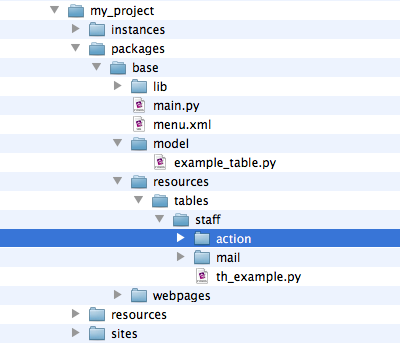 my_project
instances
packages
base
lib
main.py
menu.xml
model
example_table.py
resources
tables
staff
action
mail
th_example.py
webpages
resources
sites